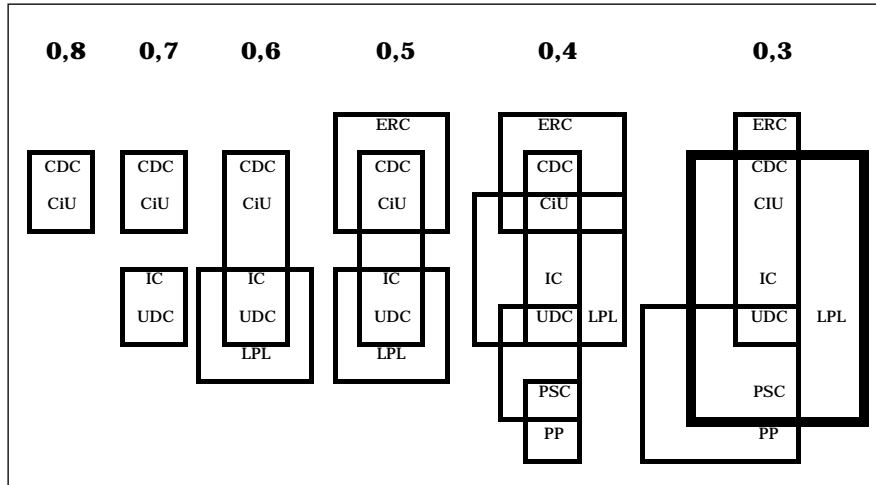 0,8 0,7 0,6 0,5 0,4 0,3
ERC ERC ERC
CDC CDC CDC CDC CDC CDC
CiU CiU CiU CiU CiU CIU
IC IC IC IC IC
UDC UDC UDC UDC LPL UDC LPL
LPL LPL
PSC PSC
PP PP